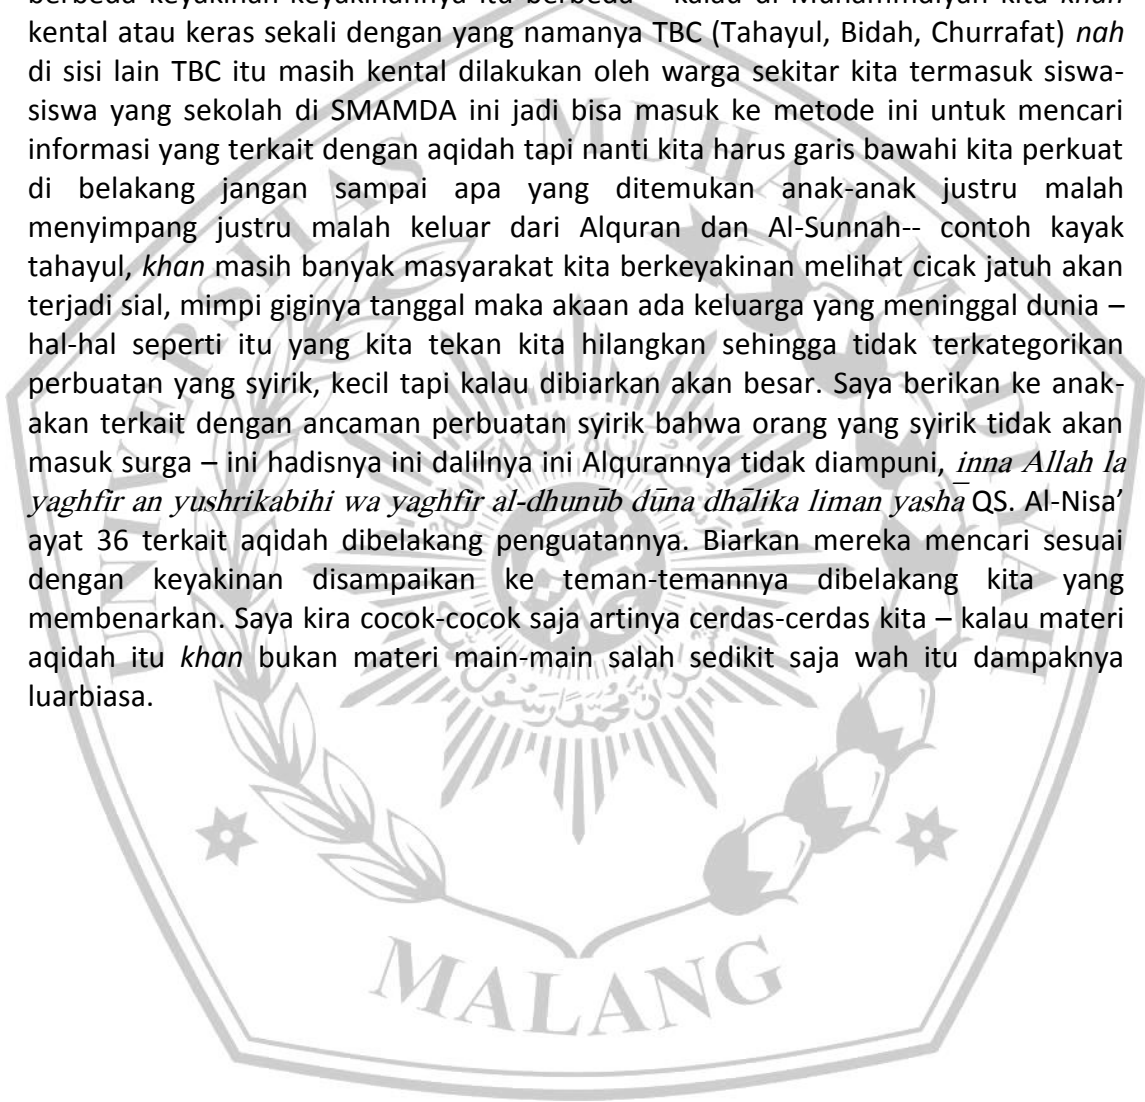 kental atau keras sekali dengan yang namanya TBC (Tahayul, Bidah, Churrafat) nah
di sisi lain TBC itu masih kental dilakukan oleh warga sekitar kita termasuk siswa-
siswa yang sekolah di SMAMDA ini jadi bisa masuk ke metode ini untuk mencari
informasi yang terkait dengan aqidah tapi nanti kita harus garis bawahi kita perkuat
di belakang jangan sampai apa yang ditemukan anak-anak justru malah
menyimpang justru malah keluar dari Alquran dan Al-Sunnah-- contoh kayak
tahayul, khan masih banyak masyarakat kita berkeyakinan melihat cicak jatuh akan
terjadi sial, mimpi giginya tanggal maka akaan ada keluarga yang meninggal dunia –
hal-hal seperti itu yang kita tekan kita hilangkan sehingga tidak terkategorikan
perbuatan yang syirik, kecil tapi kalau dibiarkan akan besar. Saya berikan ke anak-
akan terkait dengan ancaman perbuatan syirik bahwa orang yang syirik tidak akan
masuk surga – ini hadisnya ini dalilnya ini Alqurannya tidak diampuni, inna Allah la
yaghfir an yushrikabihi wa yaghfir al-dhunūb dūna dhālika liman yasha̅ QS. Al-Nisa’
ayat 36 terkait aqidah dibelakang penguatannya. Biarkan mereka mencari sesuai
dengan keyakinan disampaikan ke teman-temannya dibelakang kita yang
membenarkan. Saya kira cocok-cocok saja artinya cerdas-cerdas kita – kalau materi
aqidah itu khan bukan materi main-main salah sedikit saja wah itu dampaknya
luarbiasa.
UNIVERSITAS MUHAMMADIYAH
MALANG